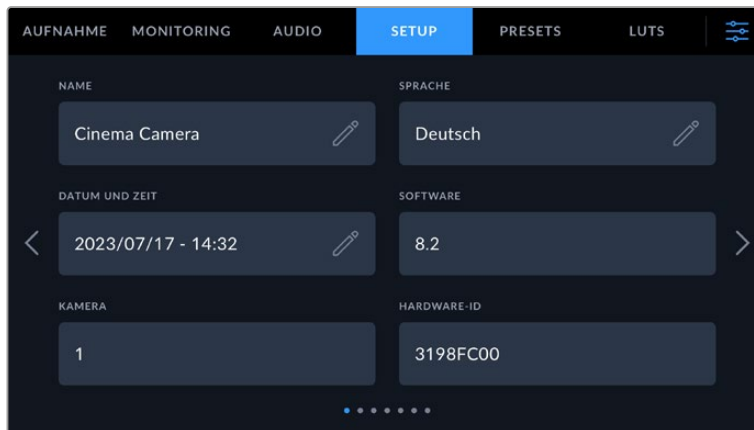 AUFNAHME MONITORING AUDIO SETUP PRESETS LUTS
NAME SPRACHE
Cinema Camera Deutsch
DATUM UND ZEIT SOFTWARE
2023/07/17 - 14:32 8.2
KAMERA HARDWARE-ID
1 3198FC00